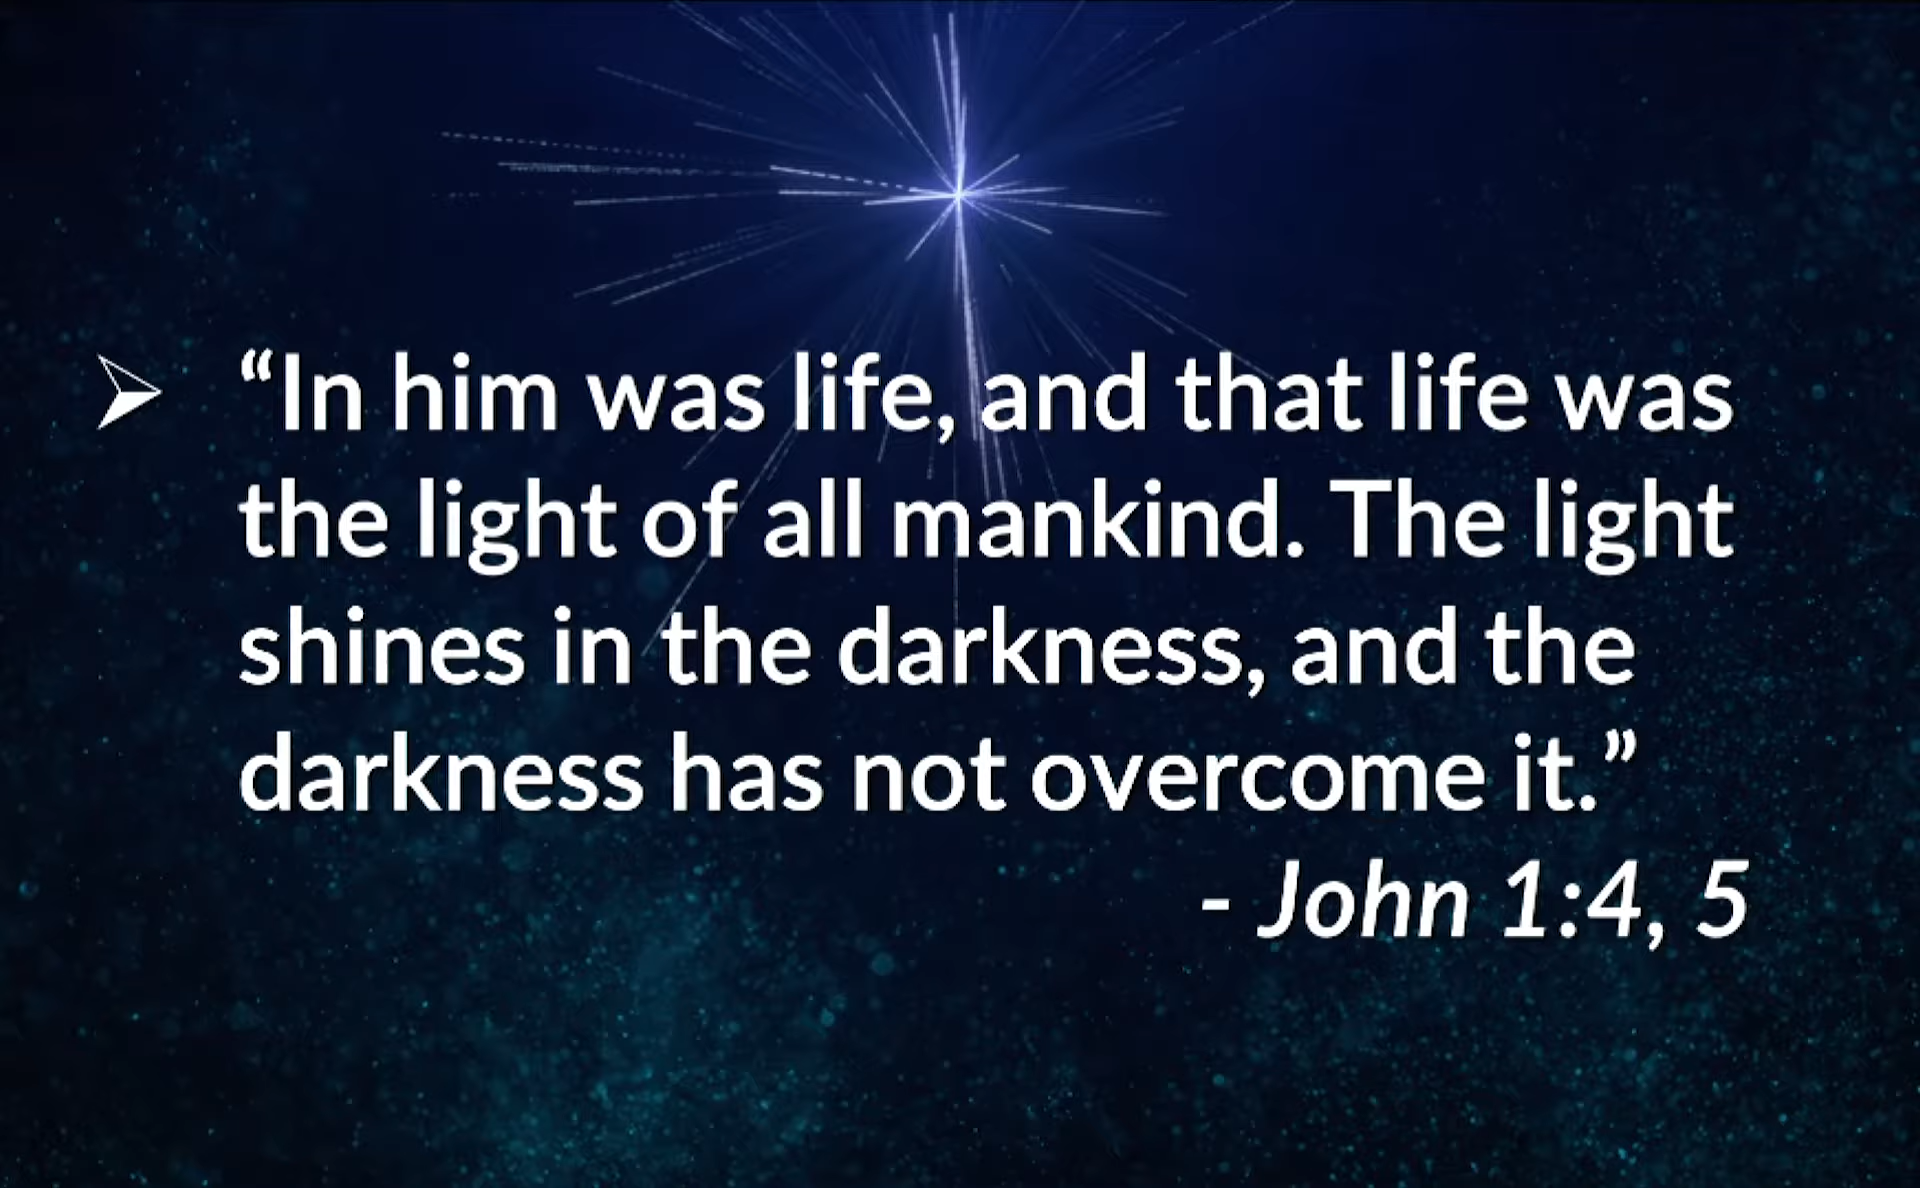 ➢ “In him was life, and that life was
the light of all mankind. The light
shines in the darkness, and the
darkness has not overcome it.”
- John 1:4, 5